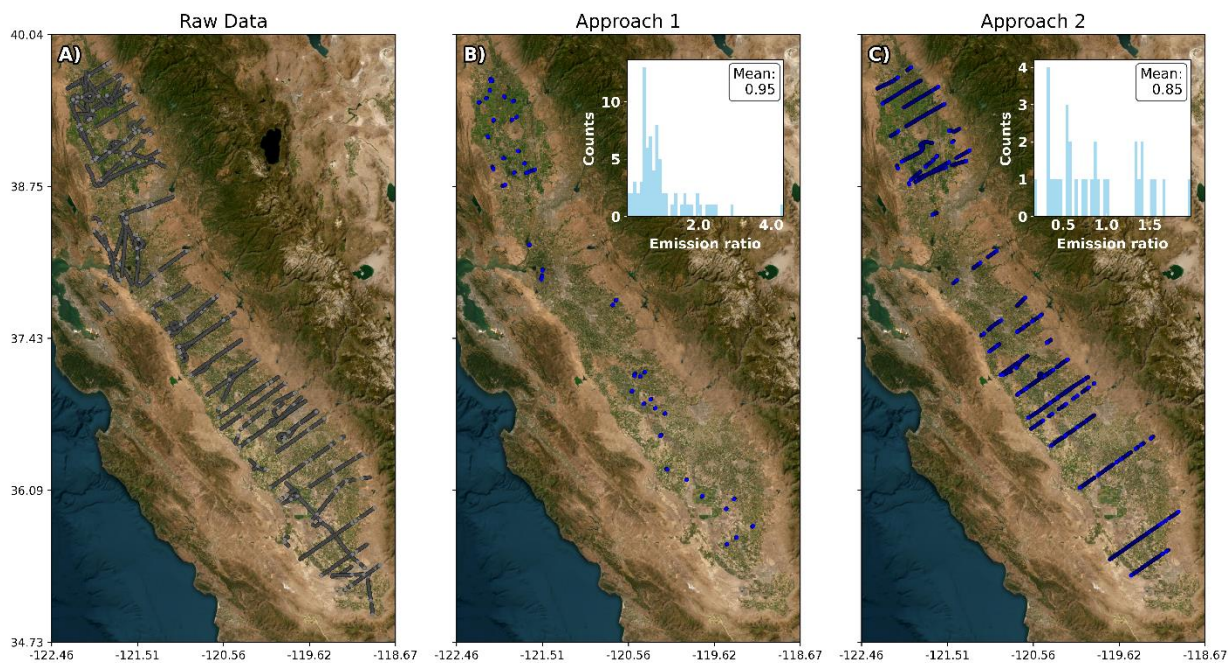 Raw Data
Approach 1
Approach 2
40.04
38.75
37.43
36.09
34.73
A)
-122.46 -121.51 -120.56 -119.62 -118.67
B)
Mean:
0.95
10
5
0
Counts
2.0 4.0
Emission ratio
-122.46 -121.51 -120.56 -119.62 -118.67
C)
Mean:
0.85
4
3
2
1
0
Counts
0.5 1.0 1.5
Emission ratio
-122.46 -121.51 -120.56 -119.62 -118.67